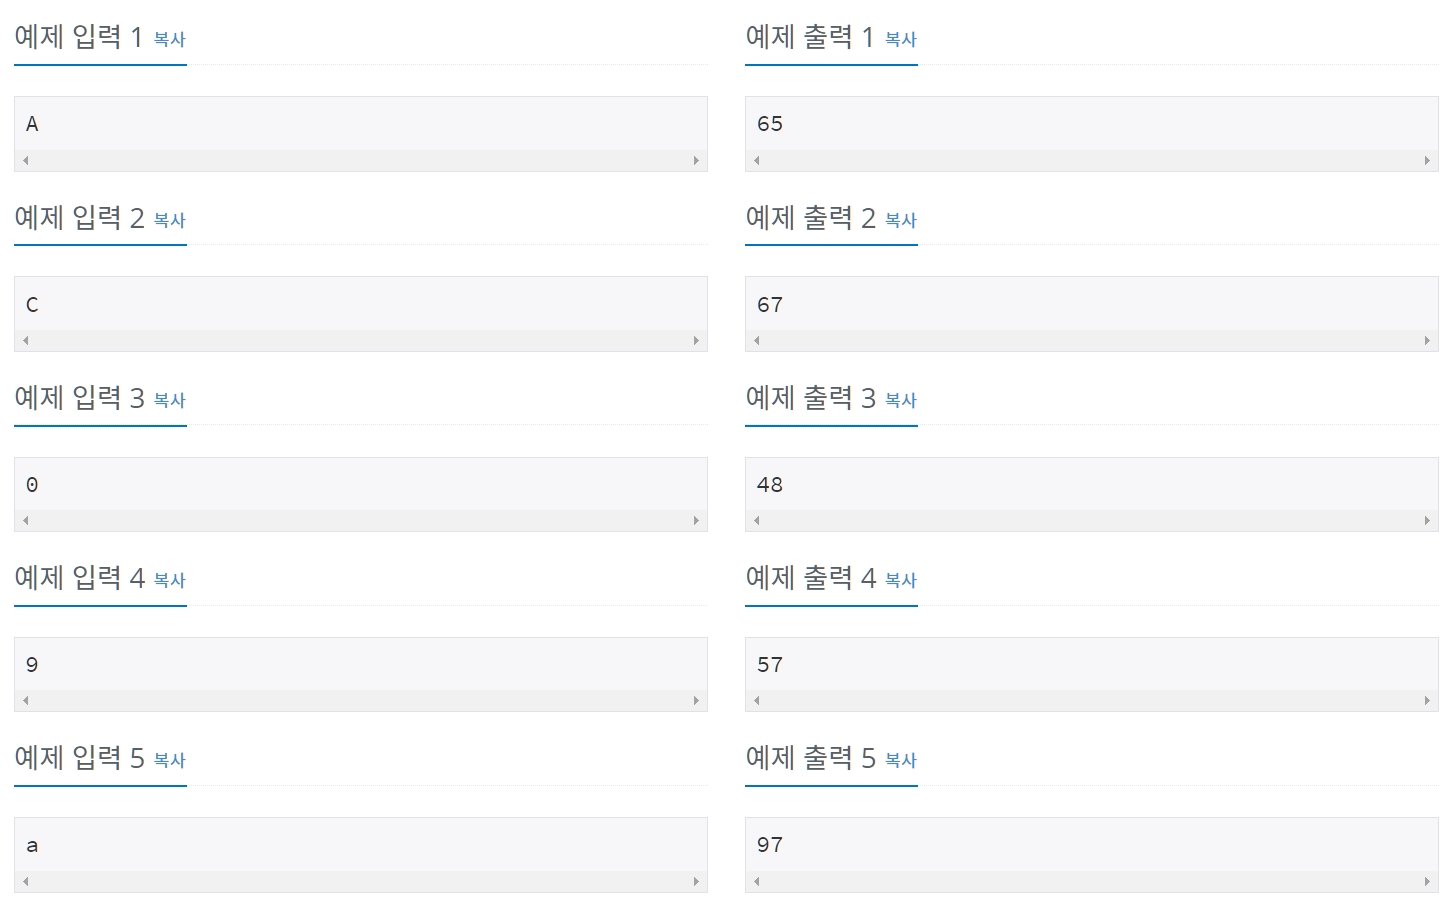 예제 입력 1 복사
예제 출력 1 복사
A
65
예제 입력 2 복사
예제 출력 2 복사
C
67
예제 입력 3 복사
예제 출력 3 복사
0
48
예제 입력 4 복사
예제 출력 4 복사
9
57
예제 입력 5 복사
예제 출력 5 복사
a
97